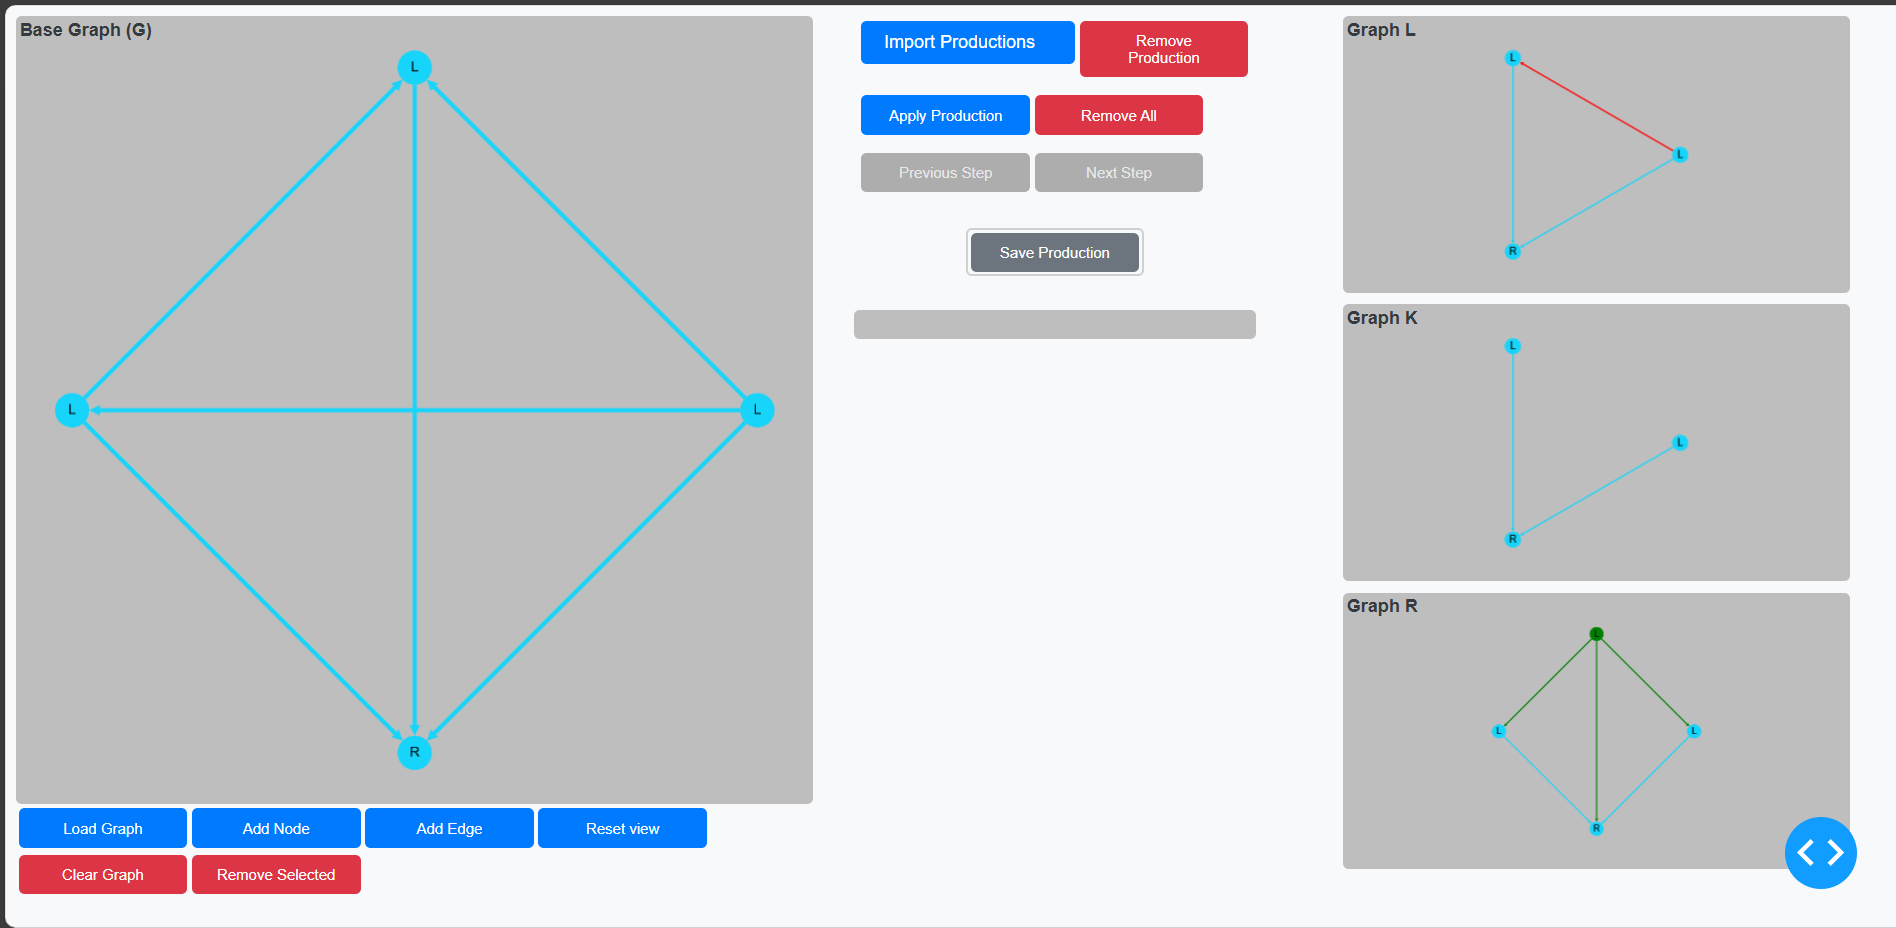 Base Graph (G)
L
L
L
R
Load Graph
Add Node
Add Edge
Reset view
Clear Graph
Remove Selected
Import Productions
Remove
Production
Apply Production
Remove All
Previous Step
Next Step
Save Production
Graph L
L
L
R
Graph K
L
L
R
Graph R
L
L
L
R